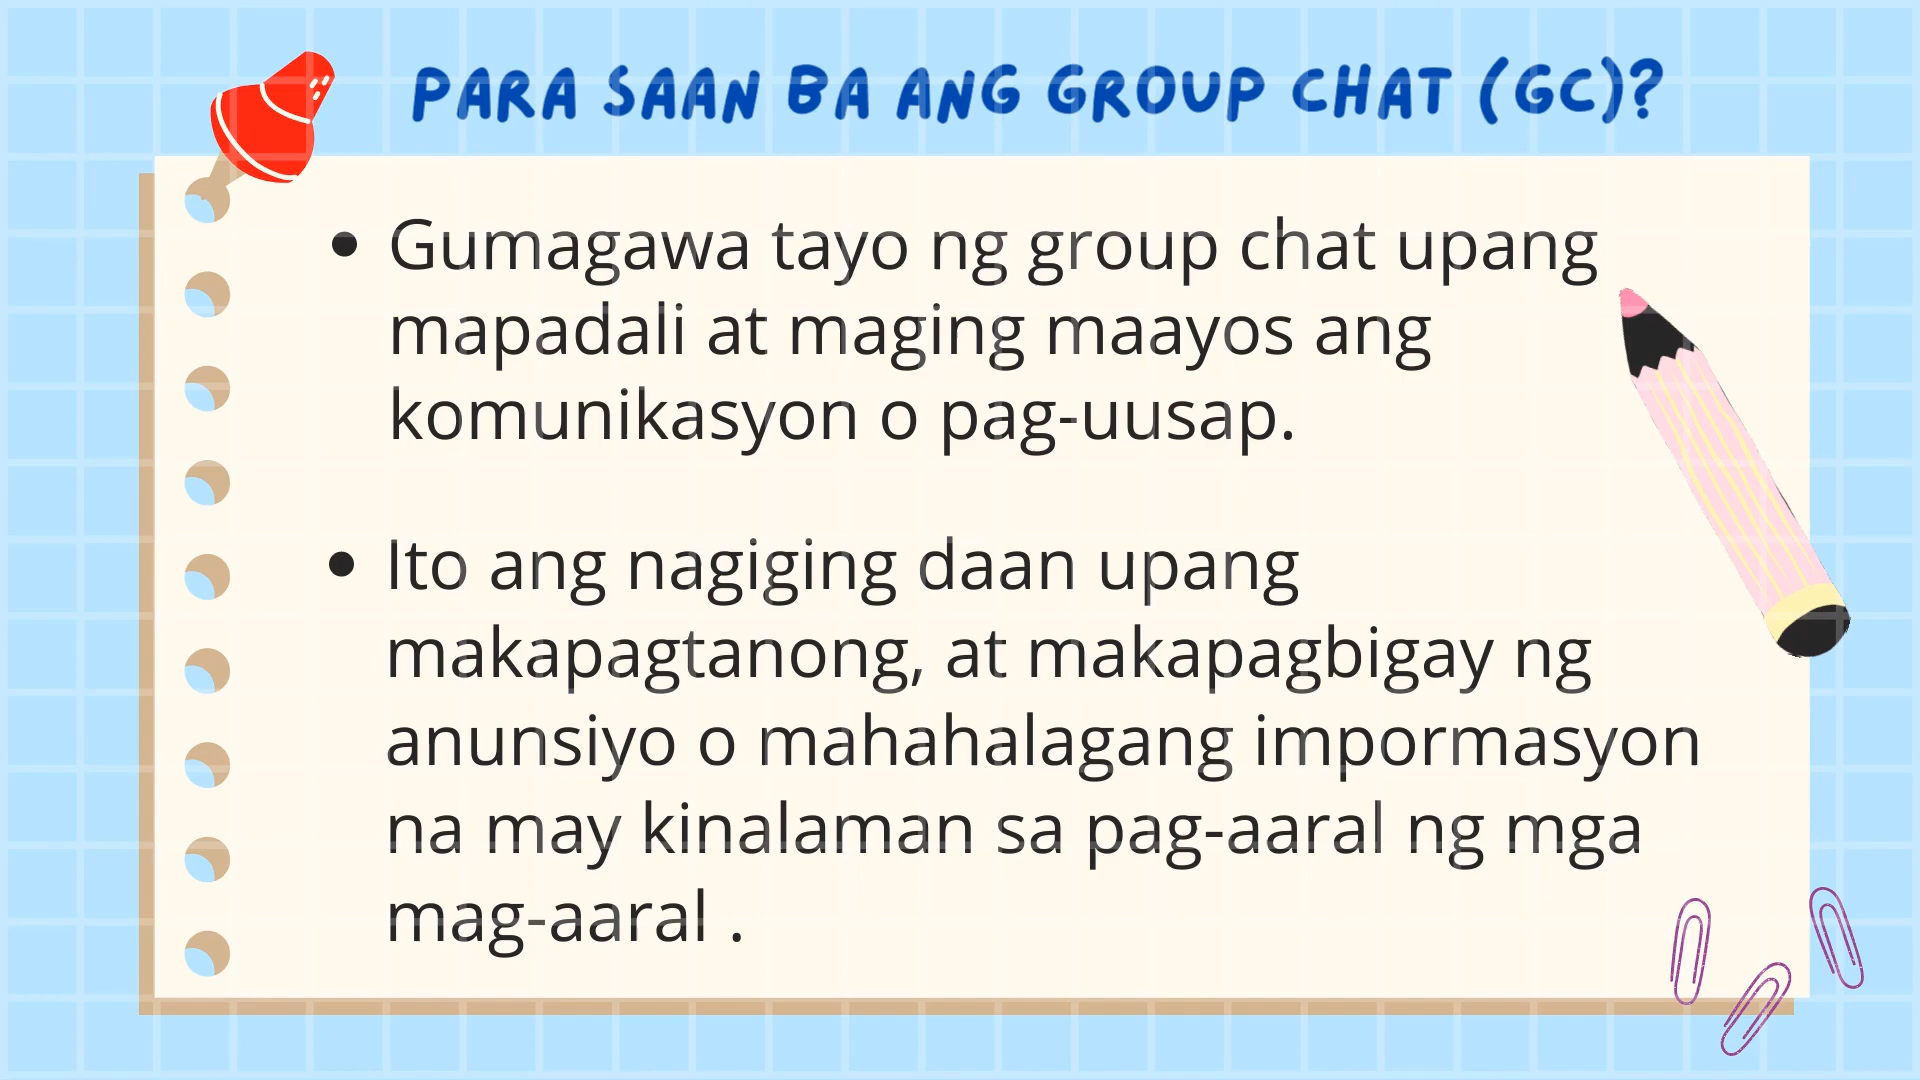 PARA SAAN BA ANG GROUP CHAT (GC)?
• Gumagawa tayo ng group chat upang
mapadali at maging maayos ang
komunikasyon o pag-uusap.
• Ito ang nagiging daan upang
makapagtanong, at makapagbigay ng
anunsiyo o mahahalagang impormasyon
na may kinalaman sa pag-aaral ng mga
mag-aaral .